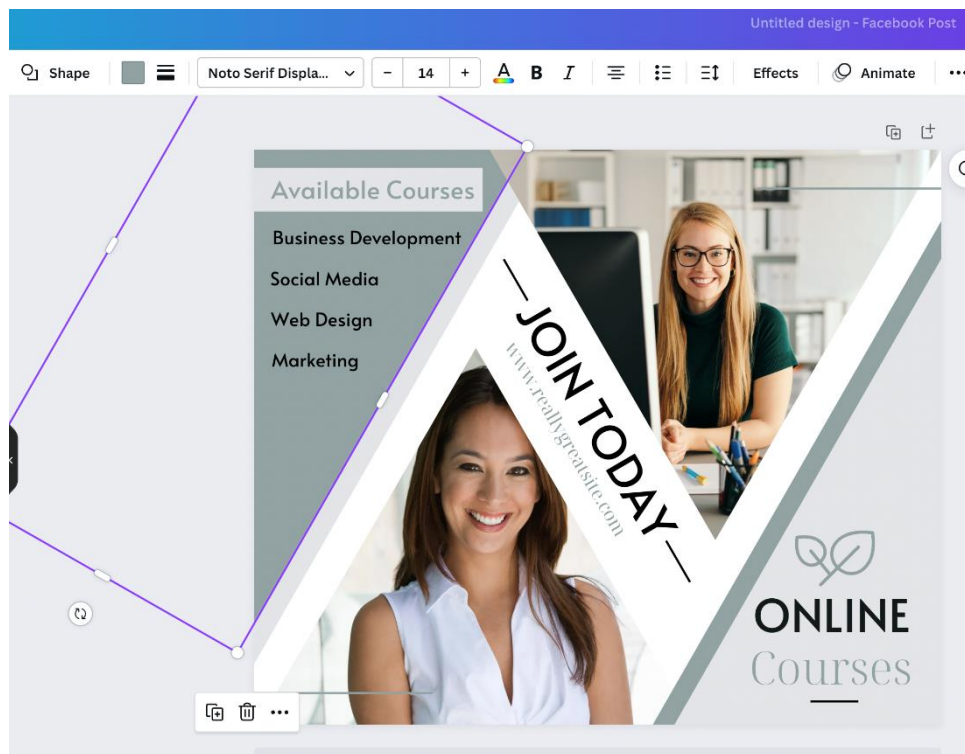 Untitled design - Facebook Post
Shape
Noto Serif Displa...
- 14 +
A B I
Effects
Animate
Available Courses
Business Development
Social Media
Web Design
Marketing
JOIN TODAY
www.reallygreatsite.com
ONLINE
Courses